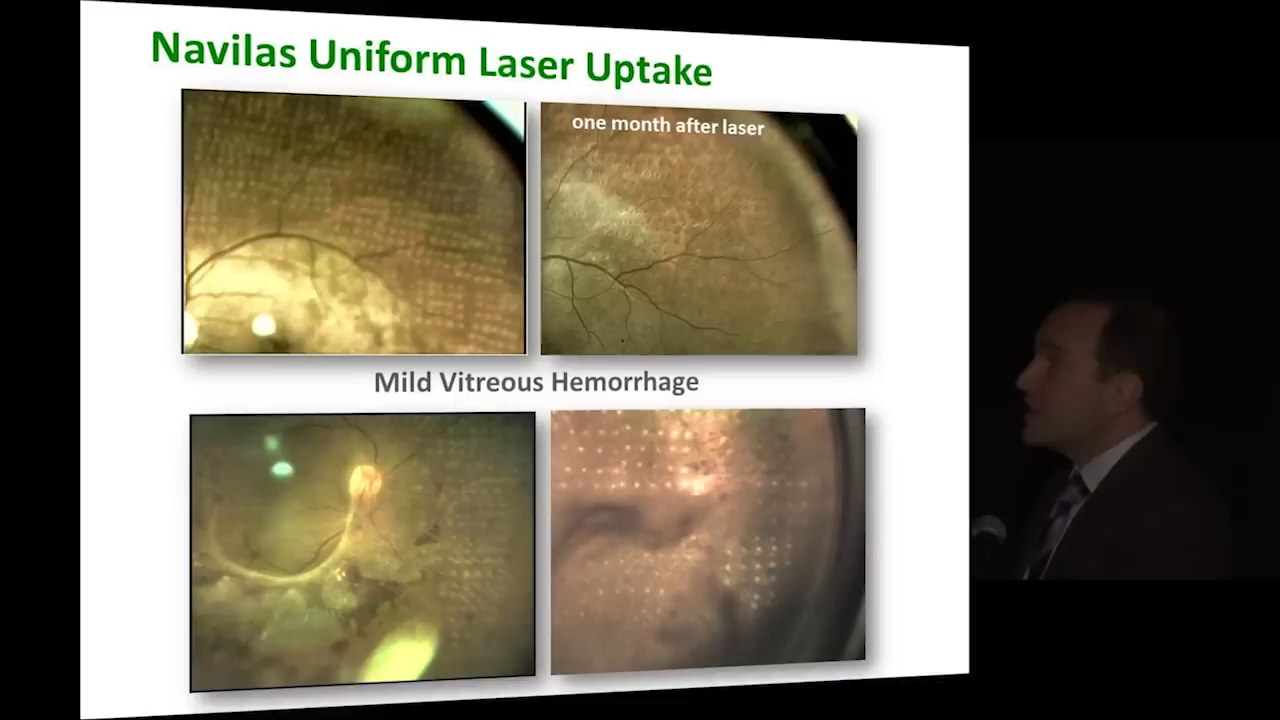 Navilas Uniform Laser Uptake
one month after laser
Mild Vitreous Hemorrhage